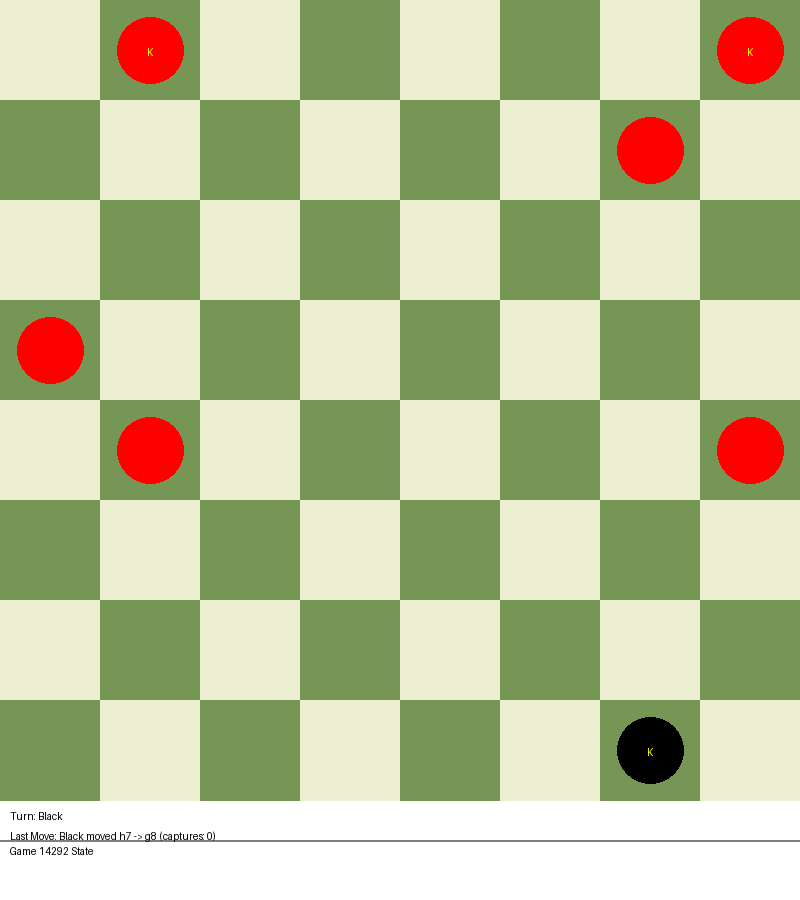 K
K
K
Turn: Black
Last Move: Black moved h7 -> g8 (captures: 0)
Game 14292 State